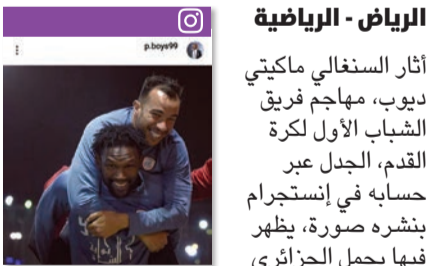 الرياض - الرياضية
أثار السنغالي ماكيتي
ديوب، مهاجم فريق
الشباب الأول لكرة
القدم، الجدل عبر
حسابه في إنستجرام
بنشره صورة، يظهر
فيها يحمل الجزائري
p.boys99